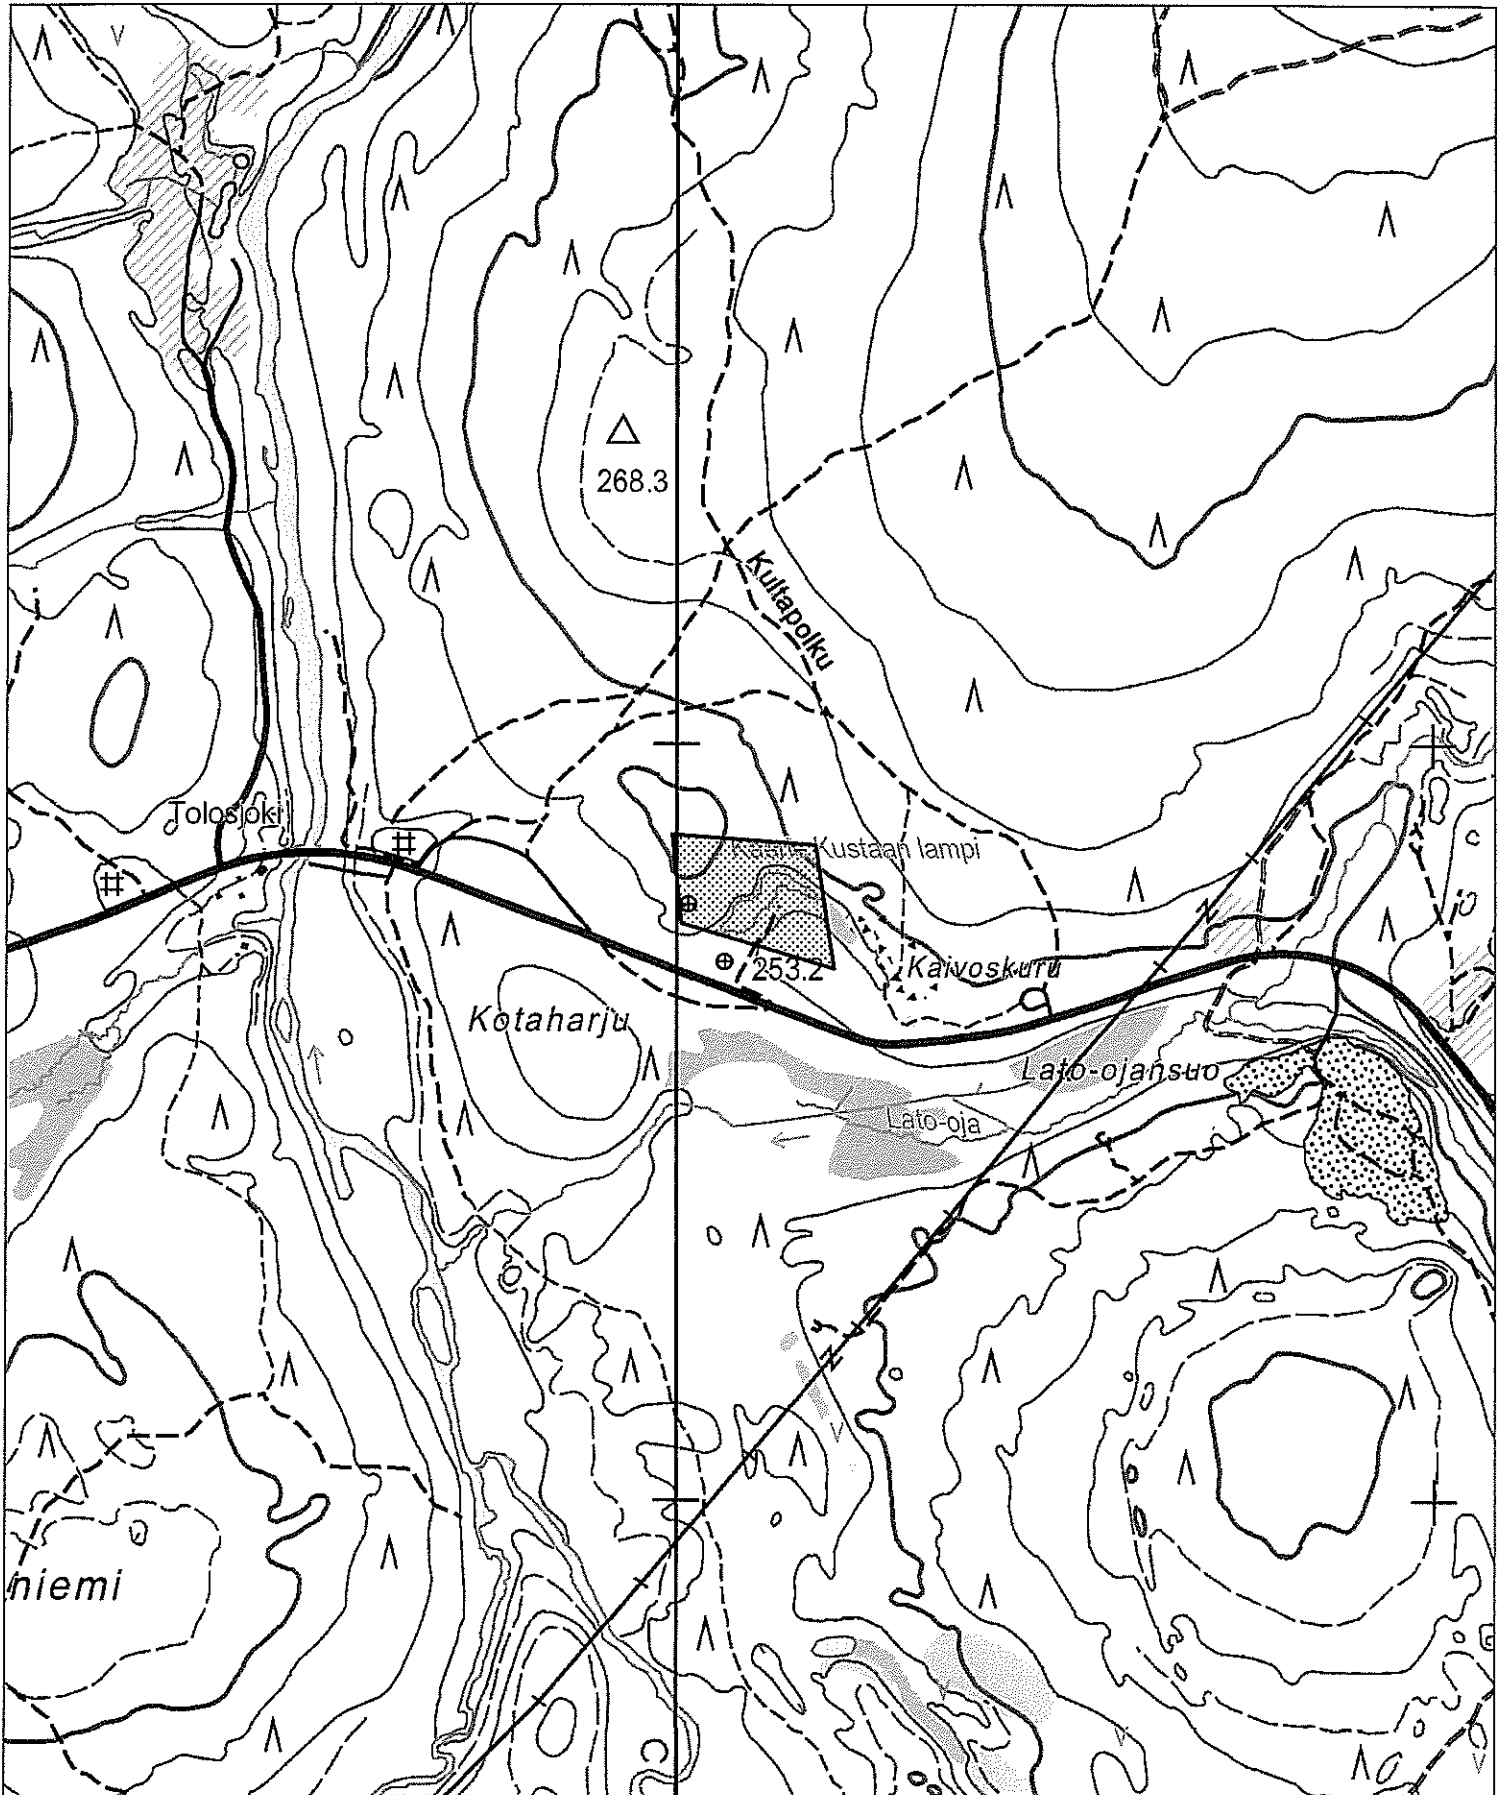 268.3
Kultapolku
Tolosjoki
Kustaan lampi
253.2
Kaivoskuru
Kotaharju
Lato-ojansuo
Lato-oja
niemi